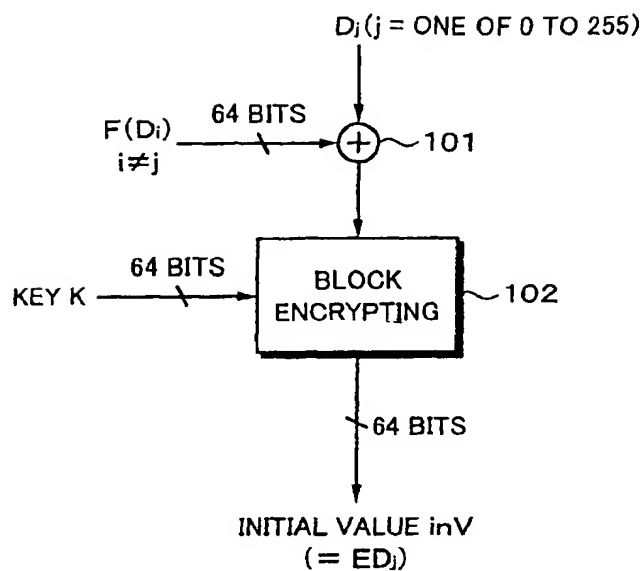 Dj (j = ONE OF 0 TO 255)
64 BITS
F(Di)
i≠j
+
101
64 BITS
KEY K
BLOCK
ENCRYPTING
102
64 BITS
INITIAL VALUE inV
(= EDj)